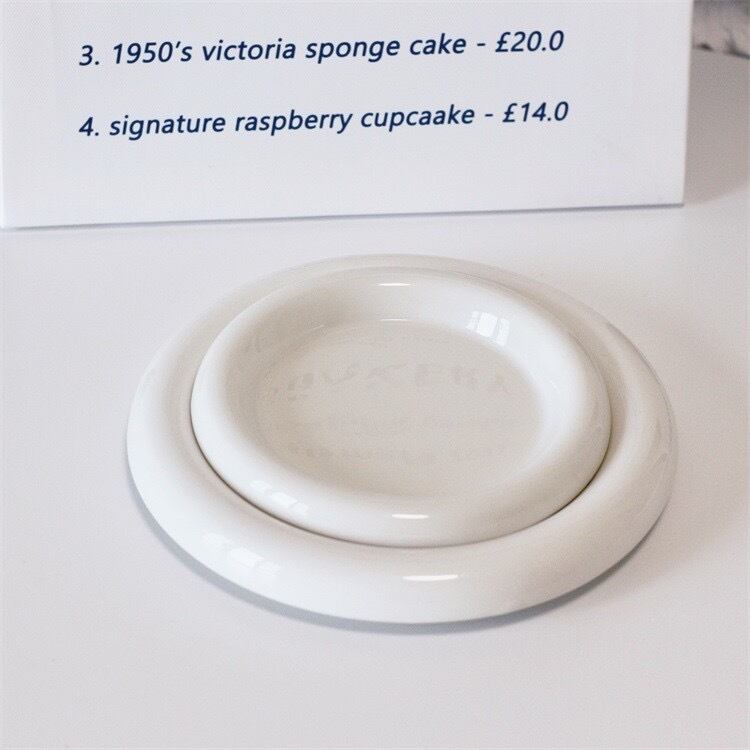 3. 1950's victoria sponge cake - £20.0
4. signature raspberry cupcaake - £14.0